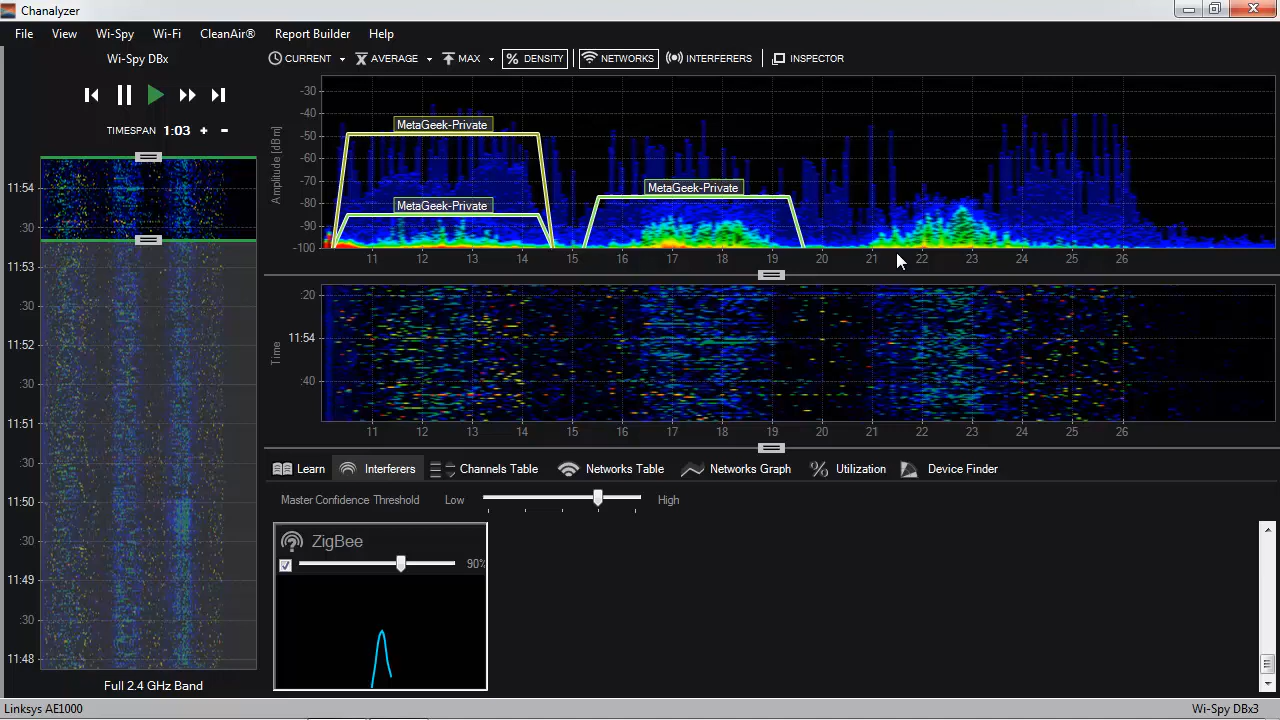 Chanalyzer
File View Wi-Spy Wi-Fi CleanAir® Report Builder Help
Wi-Spy DBx
CURRENT AVERAGE MAX DENSITY NETWORKS INTERFERERS INSPECTOR
TIMESPAN 1:03 + -
11:54
:30
11:53
:30
11:52
:30
11:51
:30
11:50
:30
11:49
:30
11:48
Full 2.4 GHz Band
Amplitude [dBm]
-30
-40
-50
-60
-70
-80
-90
-100
MetaGeek-Private
MetaGeek-Private
MetaGeek-Private
11 12 13 14 15 16 17 18 19 20 21 22 23 24 25 26
Time
:20
11:54
:40
11 12 13 14 15 16 17 18 19 20 21 22 23 24 25 26
Learn Interferers Channels Table Networks Table Networks Graph Utilization Device Finder
Master Confidence Threshold Low High
ZigBee
90%
Linksys AE1000
Wi-Spy DBx3